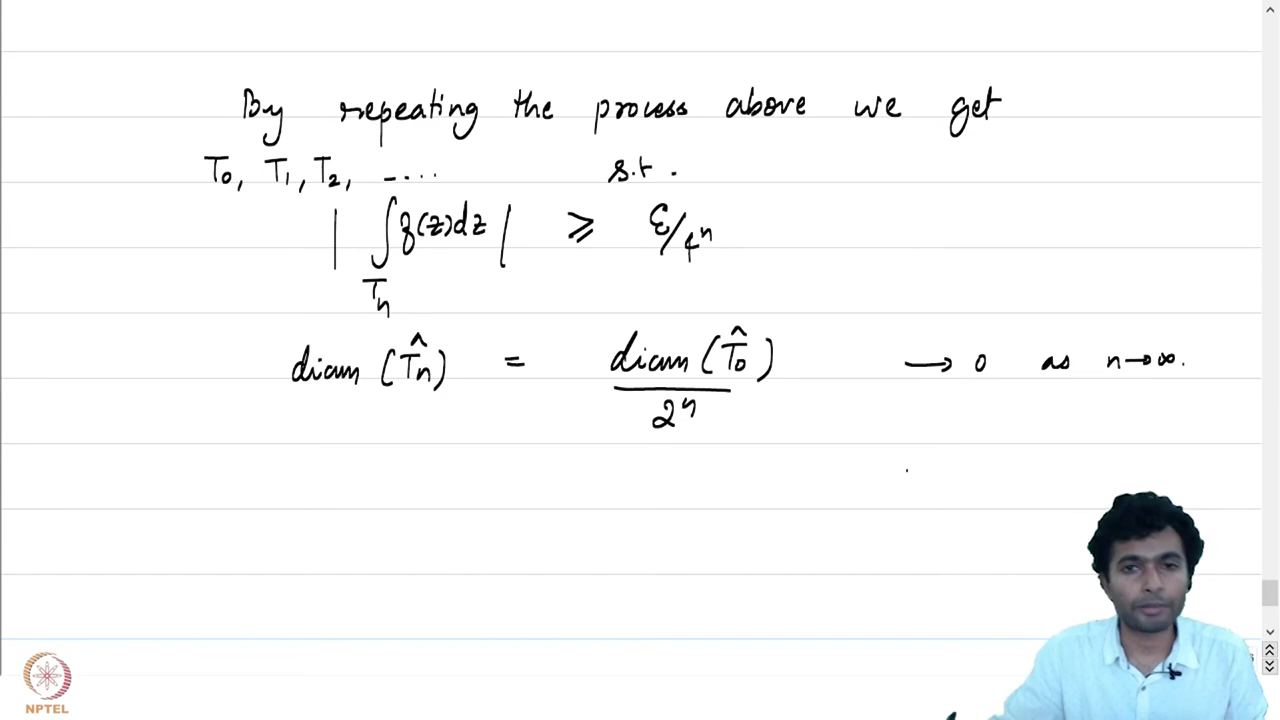 By repeating the process above we get
T₀, T₁, T₂, -.... s.t.
| ∫_{Tₙ} f(z)dz | ⩾ ε/4ⁿ
diam (T̂ₙ) = diam (T̂₀) / 2ⁿ → 0 as n→∞.
NPTEL